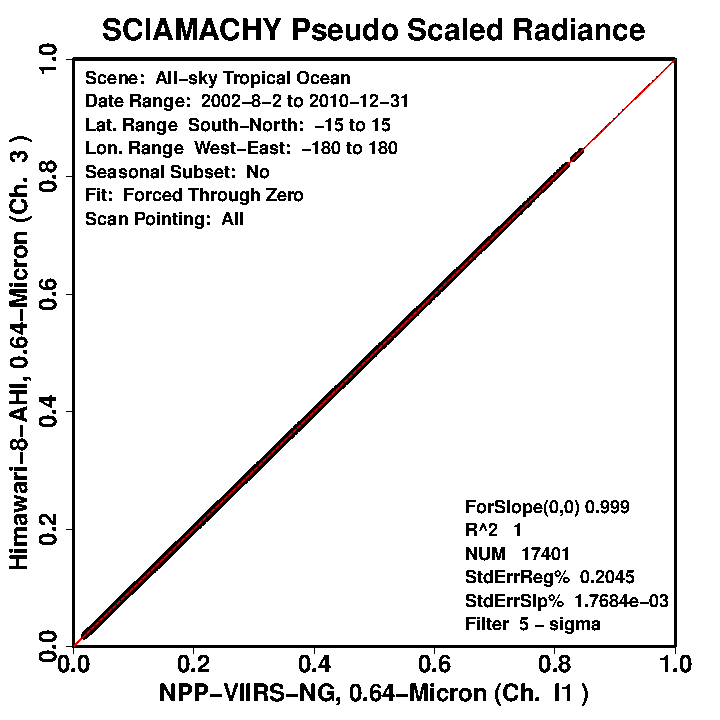 SCIAMACHY Pseudo Scaled Radiance
Scene: All-sky Tropical Ocean
Date Range: 2002-8-2 to 2010-12-31
Lat. Range South-North: -15 to 15
Lon. Range West-East: -180 to 180
Seasonal Subset: No
Fit: Forced Through Zero
Scan Pointing: All
Himawari-8-AHI, 0.64-Micron (Ch. 3 )
1.0
0.8
0.6
0.4
0.2
0.0
ForSlope(0,0) 0.999
R^2 1
NUM 17401
StdErrReg% 0.2045
StdErrSlp% 1.7684e-03
Filter 5 - sigma
0.0 0.2 0.4 0.6 0.8 1.0
NPP-VIIRS-NG, 0.64-Micron (Ch. I1 )